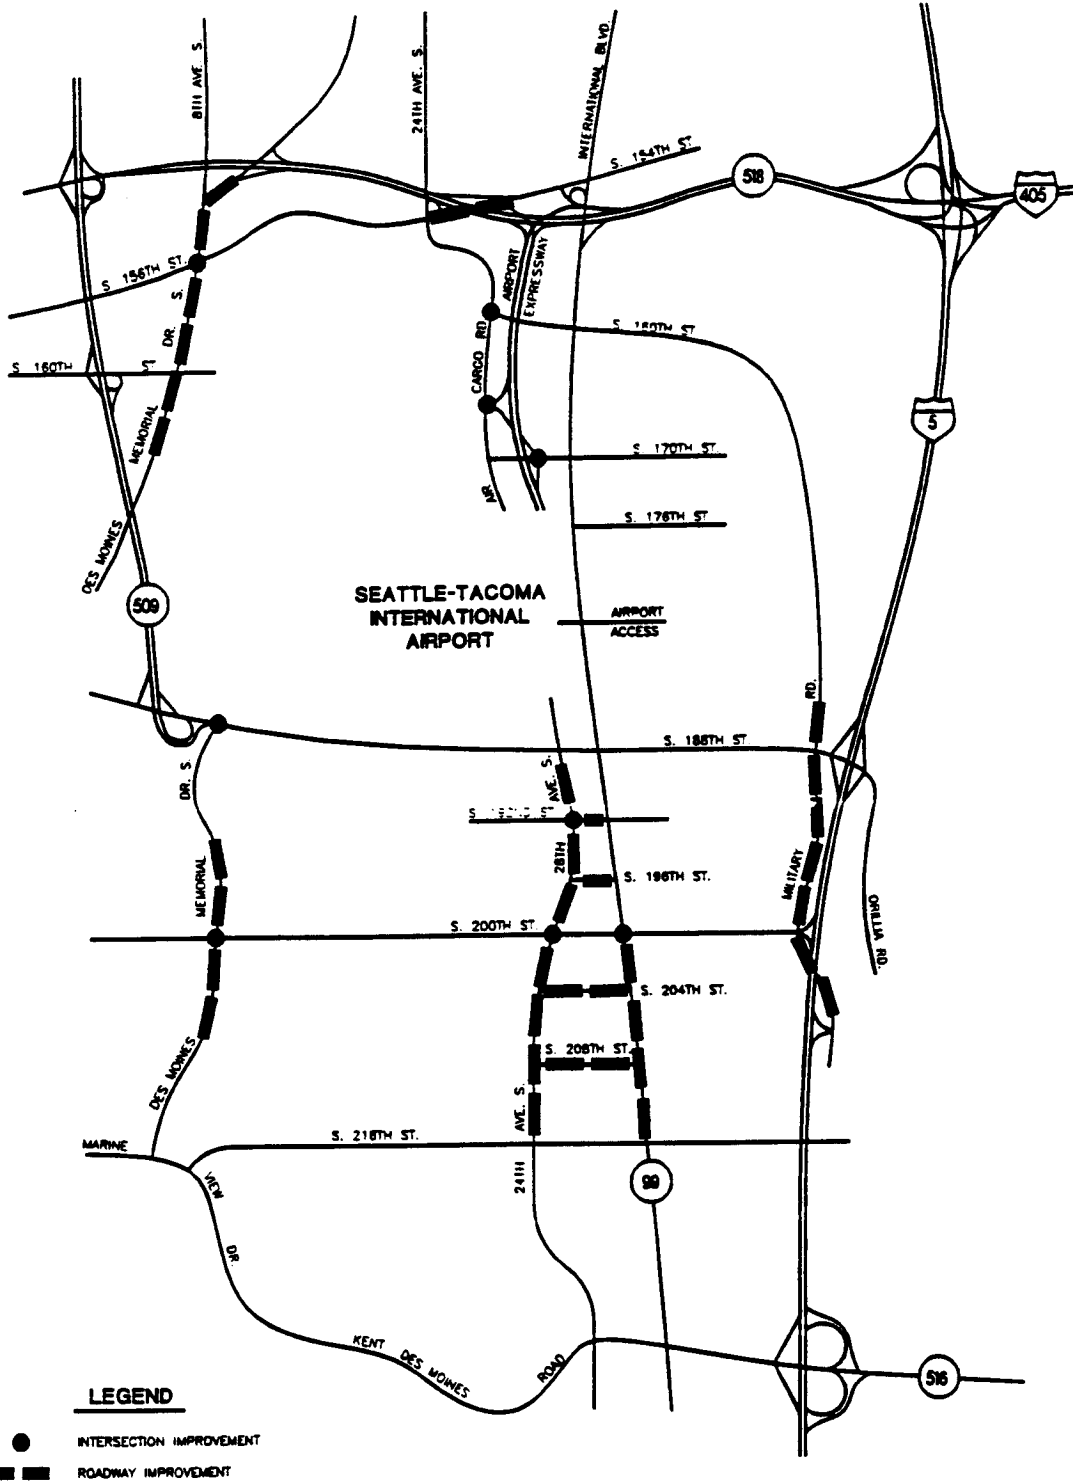 8TH AVE. S.
24TH AVE. S.
INTERNATIONAL BLVD.
S. 154TH ST.
518
405
S 156TH ST.
S 160TH ST
DES MOINES MEMORIAL DR. S.
AIRPORT
EXPRESSWAY
AIR CARGO RD
5
S. 170TH ST.
S. 176TH ST
509
SEATTLE-TACOMA
INTERNATIONAL
AIRPORT
AIRPORT
ACCESS
S. 188TH ST
MILITARY RD.
28TH AVE. S.
S. 196TH ST.
S. 200TH ST.
ORILLIA RD.
DES MOINES MEMORIAL DR. S.
S. 204TH ST.
S. 208TH ST.
24TH AVE. S.
S. 216TH ST.
MARINE VIEW DR.
99
KENT DES MOINES ROAD
516
LEGEND
INTERSECTION IMPROVEMENT
ROADWAY IMPROVEMENT